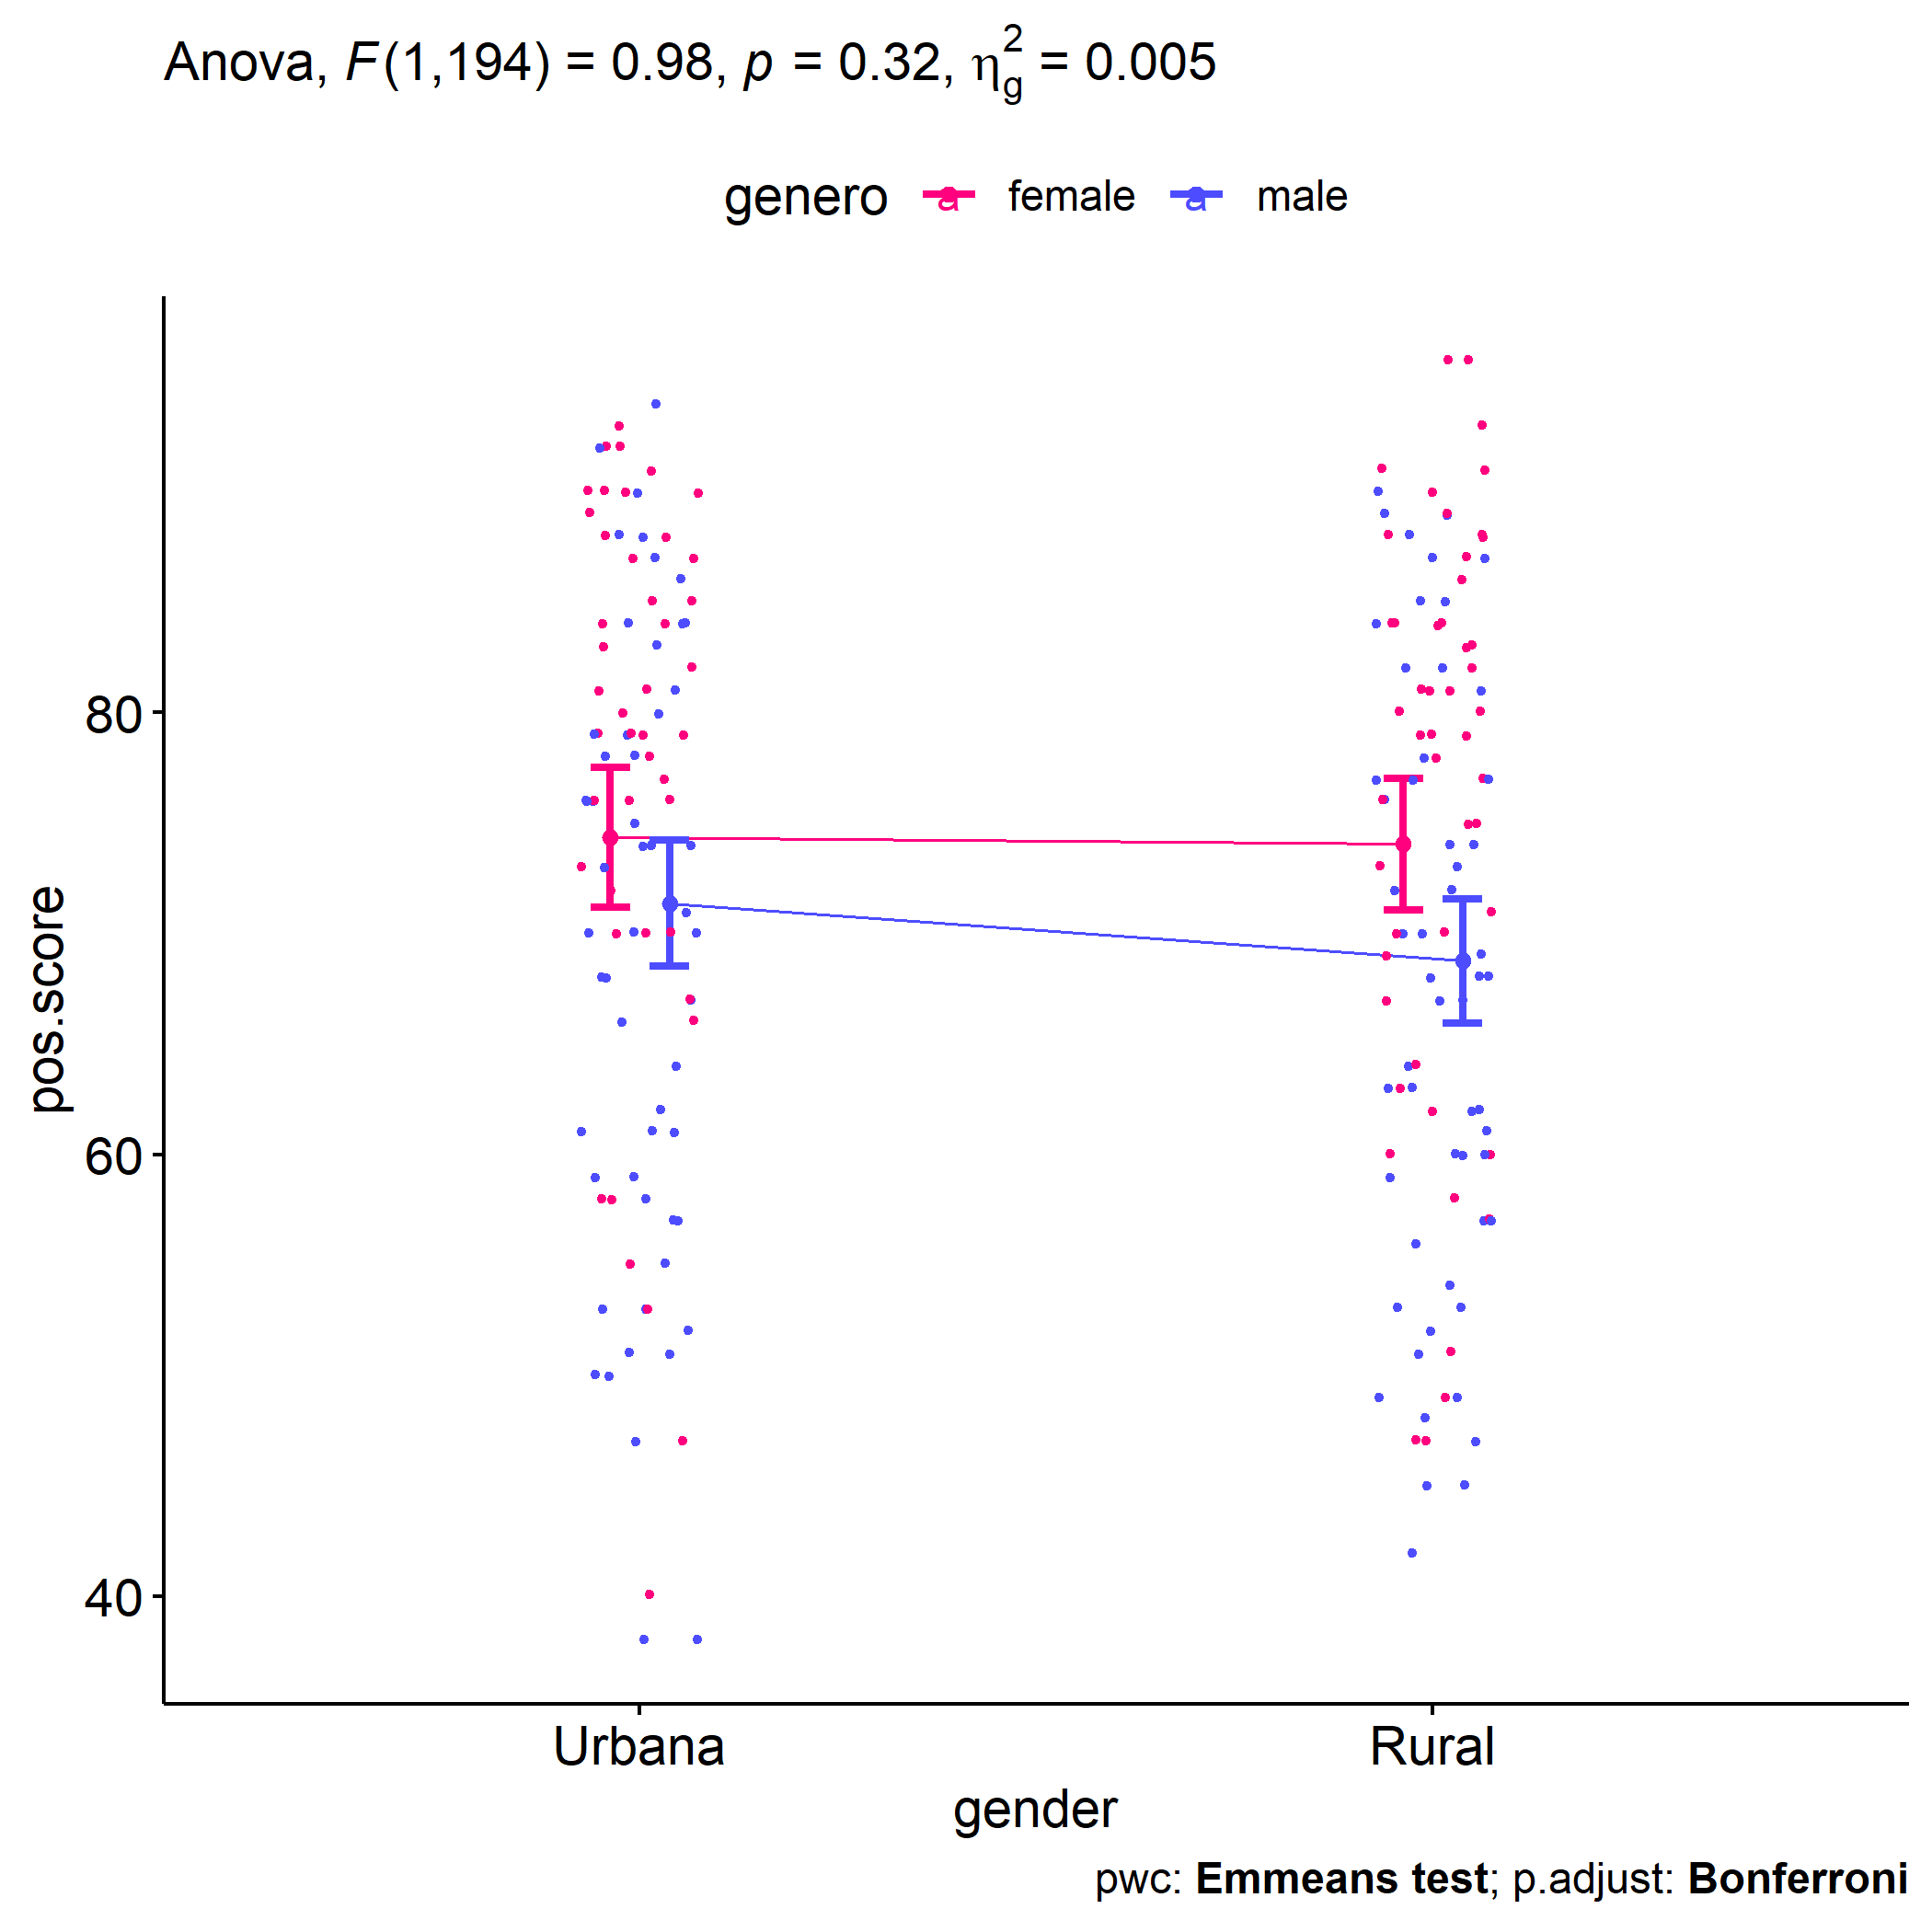 Anova, F(1,194) = 0.98, p = 0.32, η²g = 0.005
genero a female a male
80
60
40
pos.score
Urbana Rural
gender
pwc: Emmeans test; p.adjust: Bonferroni